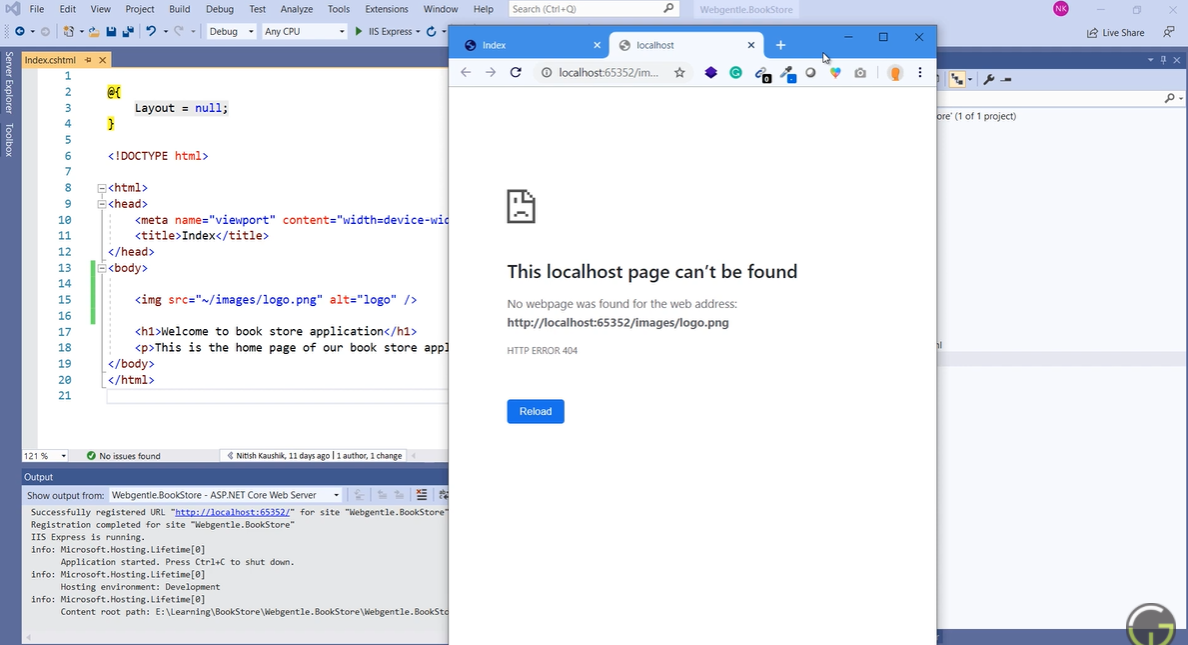 File Edit View Project Build Debug Test Analyze Tools Extensions Window Help Search (Ctrl+Q) Webgentle.BookStore NK
Debug Any CPU IIS Express Live Share
Server Explorer
Toolbox
Index.cshtml
1
2 @{
3 Layout = null;
4 }
5
6 <!DOCTYPE html>
7
8 <html>
9 <head>
10 <meta name="viewport" content="width=device-wid
11 <title>Index</title>
12 </head>
13 <body>
14
15 <img src="~/images/logo.png" alt="logo" />
16
17 <h1>Welcome to book store application</h1>
18 <p>This is the home page of our book store appl
19 </body>
20 </html>
21
121 % No issues found Nitish Kaushik, 11 days ago | 1 author, 1 change
Output
Show output from: Webgentle.BookStore - ASP.NET Core Web Server
Successfully registered URL "http://localhost:65352/" for site "Webgentle.BookStore"
Registration completed for site "Webgentle.BookStore"
IIS Express is running.
info: Microsoft.Hosting.Lifetime[0]
Application started. Press Ctrl+C to shut down.
info: Microsoft.Hosting.Lifetime[0]
Hosting environment: Development
info: Microsoft.Hosting.Lifetime[0]
Content root path: E:\Learning\BookStore\Webgentle.BookStore\Webgentle.BookSto
Index localhost
localhost:65352/im...
This localhost page can't be found
No webpage was found for the web address:
http://localhost:65352/images/logo.png
HTTP ERROR 404
Reload
ore' (1 of 1 project)